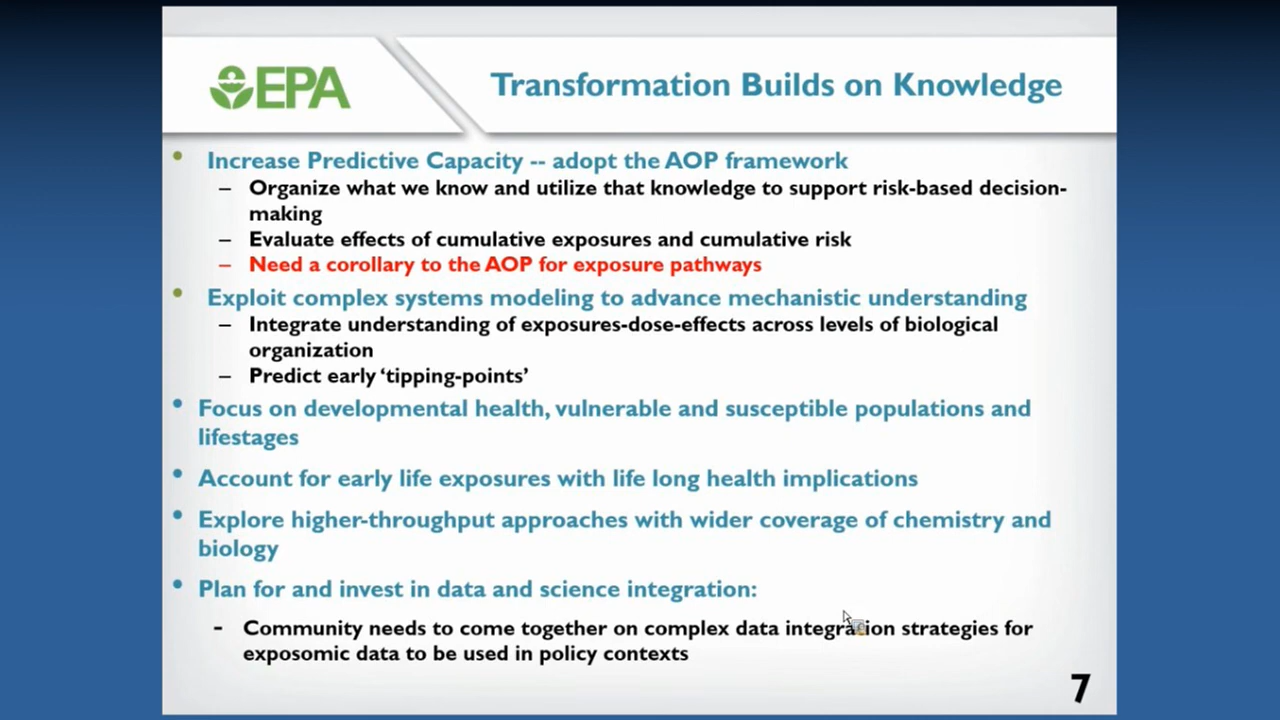 EPA
Transformation Builds on Knowledge
• Increase Predictive Capacity -- adopt the AOP framework
– Organize what we know and utilize that knowledge to support risk-based decision-
making
– Evaluate effects of cumulative exposures and cumulative risk
– Need a corollary to the AOP for exposure pathways
• Exploit complex systems modeling to advance mechanistic understanding
– Integrate understanding of exposures-dose-effects across levels of biological
organization
– Predict early ‘tipping-points’
• Focus on developmental health, vulnerable and susceptible populations and
lifestages
• Account for early life exposures with life long health implications
• Explore higher-throughput approaches with wider coverage of chemistry and
biology
• Plan for and invest in data and science integration:
- Community needs to come together on complex data integration strategies for
exposomic data to be used in policy contexts
7